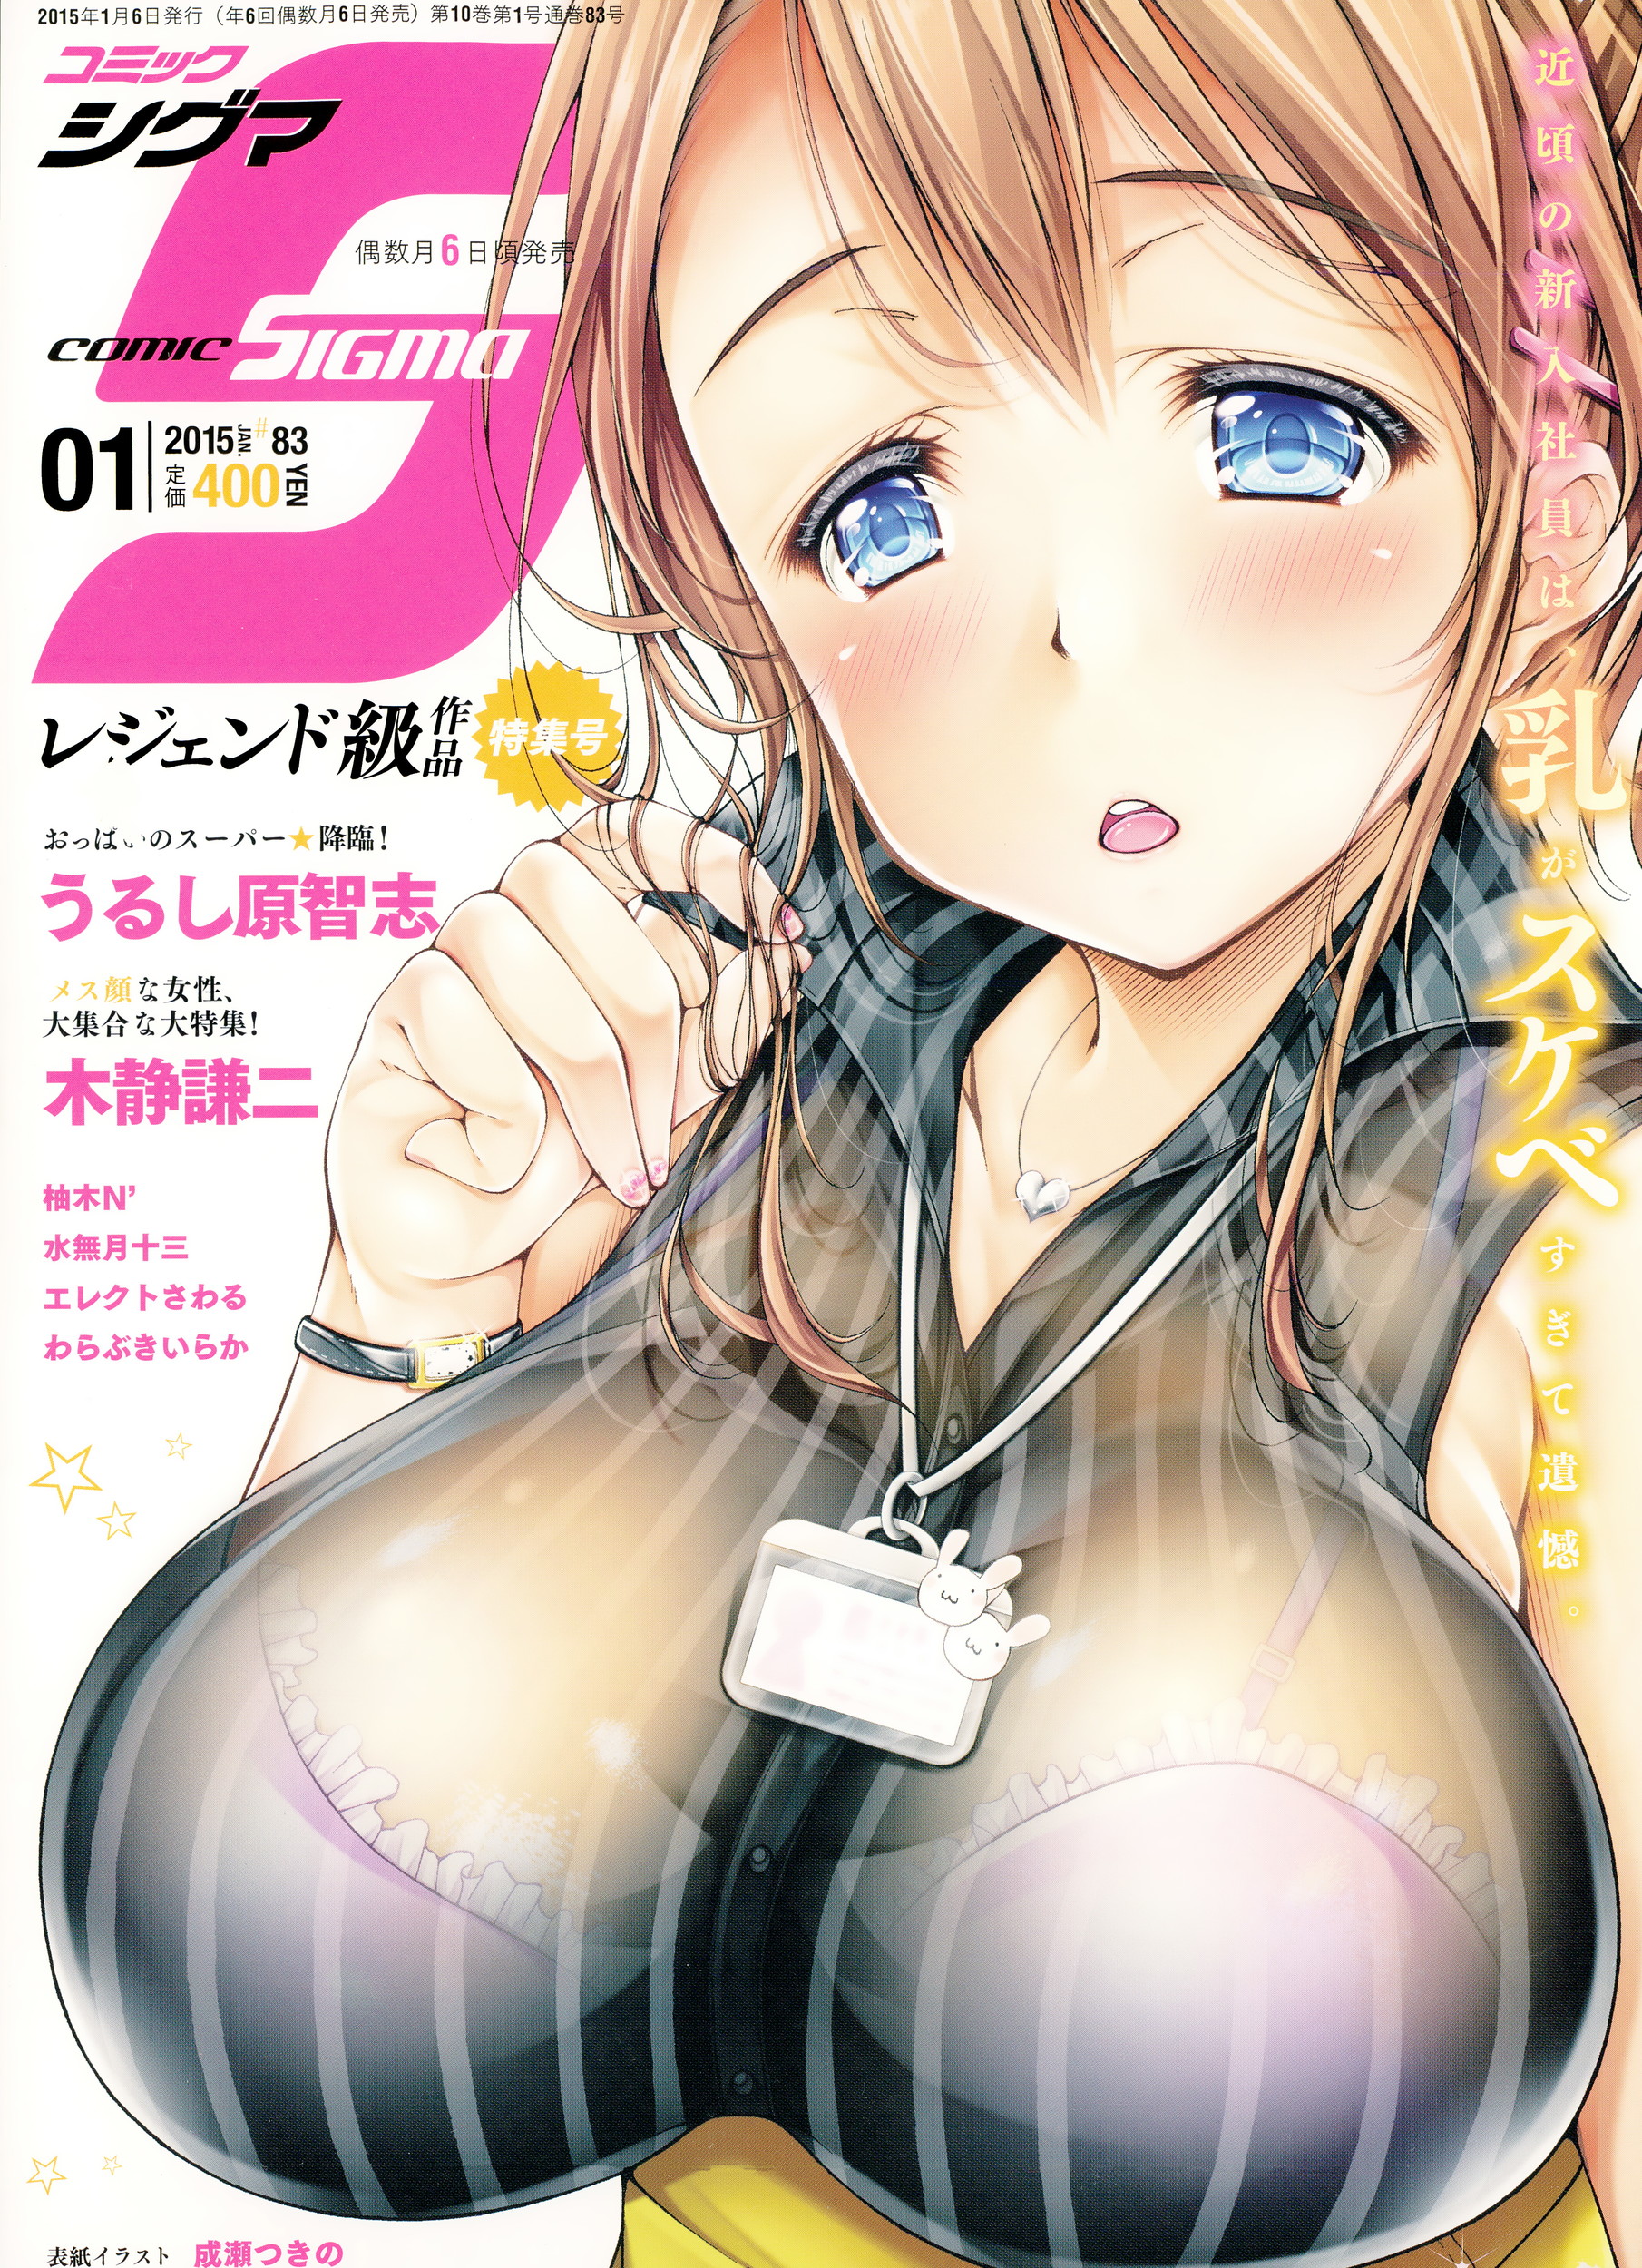 2015年1月6日発行（年6回偶数月6日発売）第10巻第1号通巻83号
コミック
シグマ
偶数月6日頃発売
comic SIGMA
01
2015 JAN. #83
定価 400 YEN
レジェンド級作品
特集号
おっぱいのスーパー★降臨！
うるし原智志
メス顔な女性、
大集合な大特集！
木静謙二
柚木N’
水無月十三
エレクトさわる
わらぶきいらか
近頃の新入社員は、乳がスケベすぎて遺憾。
表紙イラスト 成瀬つきの